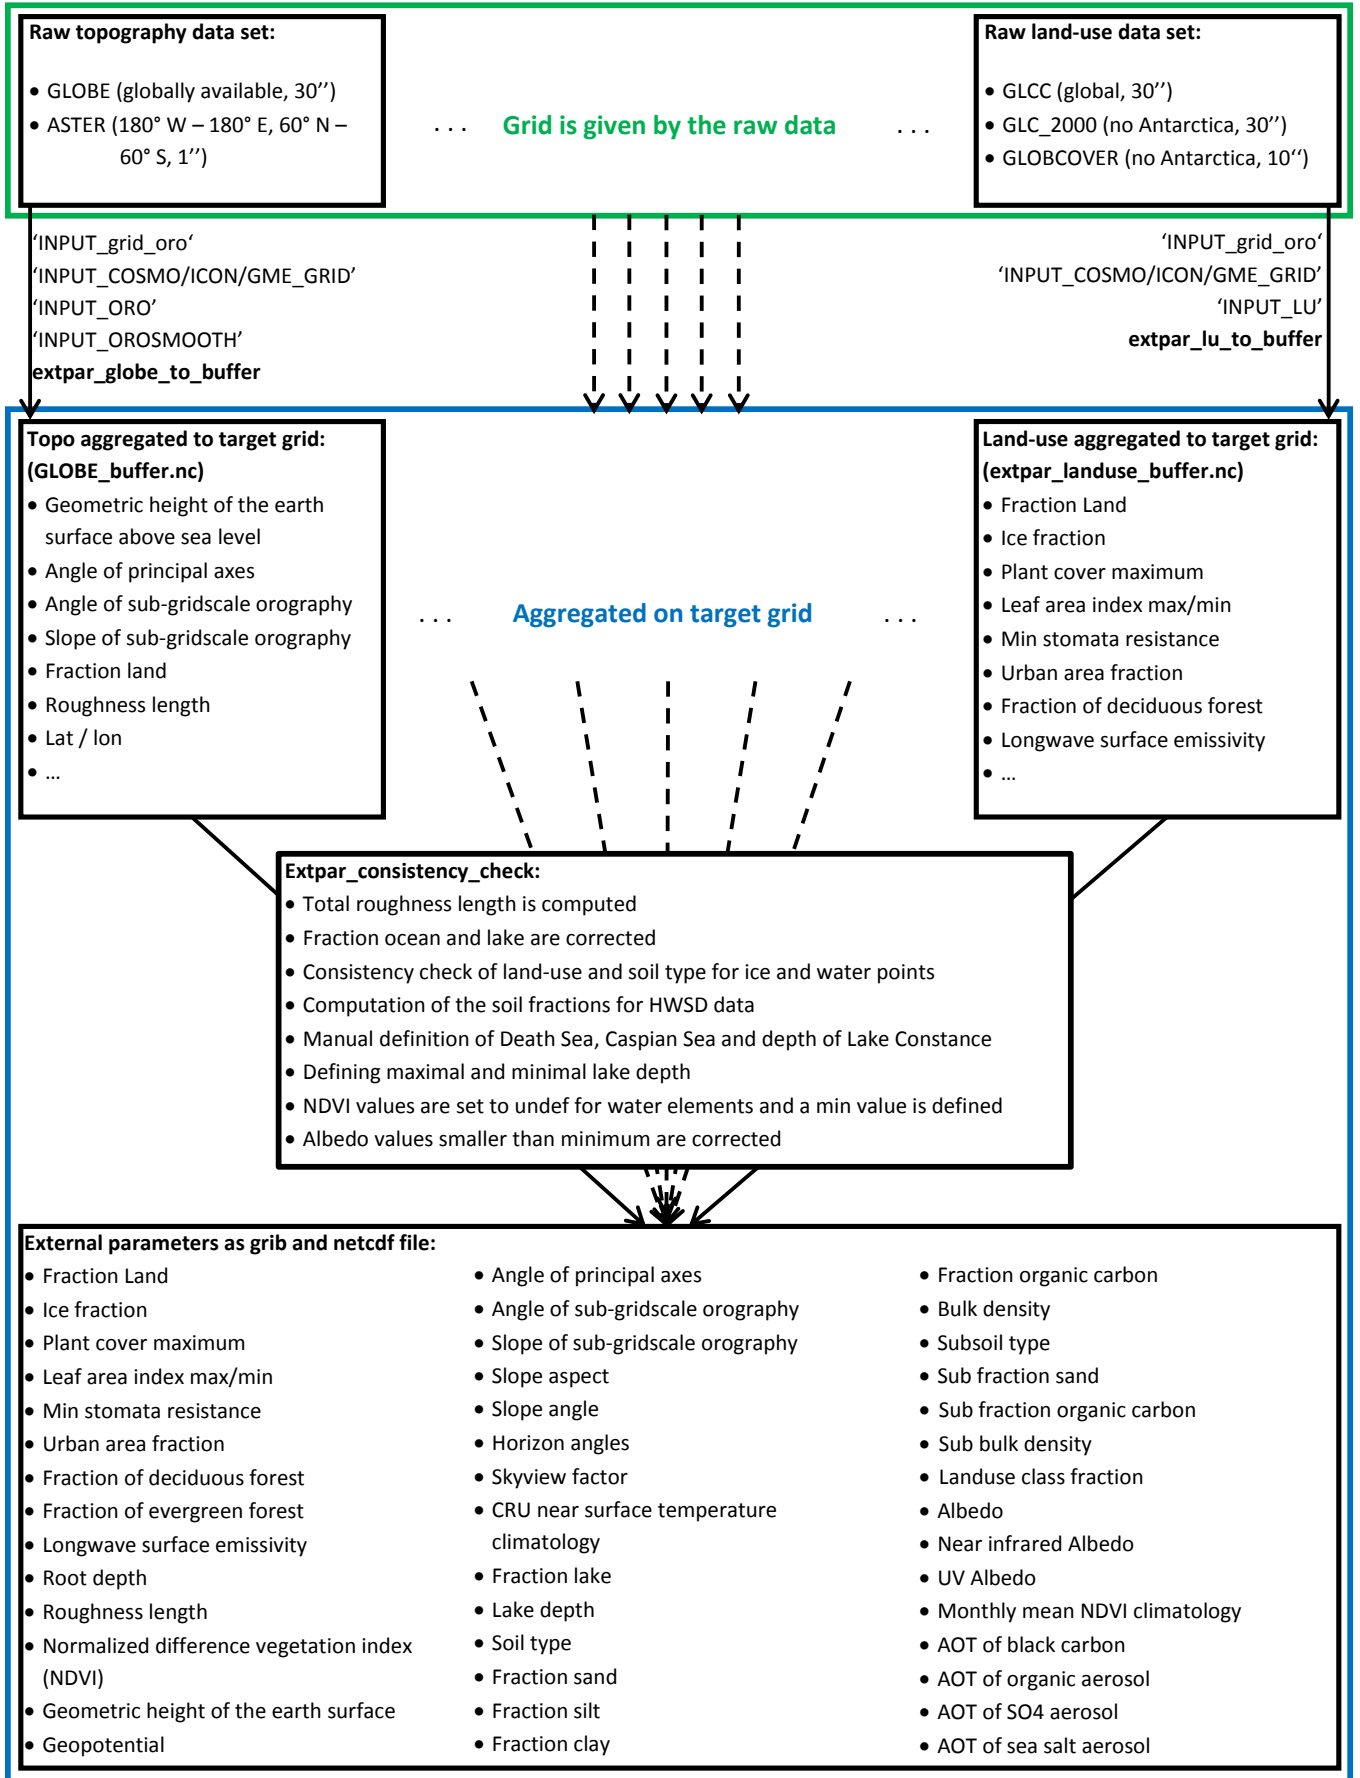 Raw topography data set:
• GLOBE (globally available, 30’’)
• ASTER (180° W – 180° E, 60° N –
60° S, 1’’)
. . . Grid is given by the raw data . . .
Raw land-use data set:
• GLCC (global, 30’’)
• GLC_2000 (no Antarctica, 30’’)
• GLOBCOVER (no Antarctica, 10‘‘)
‘INPUT_grid_oro‘
‘INPUT_COSMO/ICON/GME_GRID’
‘INPUT_ORO’
‘INPUT_OROSMOOTH’
extpar_globe_to_buffer
‘INPUT_grid_oro‘
‘INPUT_COSMO/ICON/GME_GRID’
‘INPUT_LU’
extpar_lu_to_buffer
Topo aggregated to target grid:
(GLOBE_buffer.nc)
• Geometric height of the earth
surface above sea level
• Angle of principal axes
• Angle of sub-gridscale orography
• Slope of sub-gridscale orography
• Fraction land
• Roughness length
• Lat / lon
• ...
. . . Aggregated on target grid . . .
Land-use aggregated to target grid:
(extpar_landuse_buffer.nc)
• Fraction Land
• Ice fraction
• Plant cover maximum
• Leaf area index max/min
• Min stomata resistance
• Urban area fraction
• Fraction of deciduous forest
• Longwave surface emissivity
• ...
Extpar_consistency_check:
• Total roughness length is computed
• Fraction ocean and lake are corrected
• Consistency check of land-use and soil type for ice and water points
• Computation of the soil fractions for HWSD data
• Manual definition of Death Sea, Caspian Sea and depth of Lake Constance
• Defining maximal and minimal lake depth
• NDVI values are set to undef for water elements and a min value is defined
• Albedo values smaller than minimum are corrected
External parameters as grib and netcdf file:
• Fraction Land
• Ice fraction
• Plant cover maximum
• Leaf area index max/min
• Min stomata resistance
• Urban area fraction
• Fraction of deciduous forest
• Fraction of evergreen forest
• Longwave surface emissivity
• Root depth
• Roughness length
• Normalized difference vegetation index
(NDVI)
• Geometric height of the earth surface
• Geopotential
• Angle of principal axes
• Angle of sub-gridscale orography
• Slope of sub-gridscale orography
• Slope aspect
• Slope angle
• Horizon angles
• Skyview factor
• CRU near surface temperature
climatology
• Fraction lake
• Lake depth
• Soil type
• Fraction sand
• Fraction silt
• Fraction clay
• Fraction organic carbon
• Bulk density
• Subsoil type
• Sub fraction sand
• Sub fraction organic carbon
• Sub bulk density
• Landuse class fraction
• Albedo
• Near infrared Albedo
• UV Albedo
• Monthly mean NDVI climatology
• AOT of black carbon
• AOT of organic aerosol
• AOT of SO4 aerosol
• AOT of sea salt aerosol